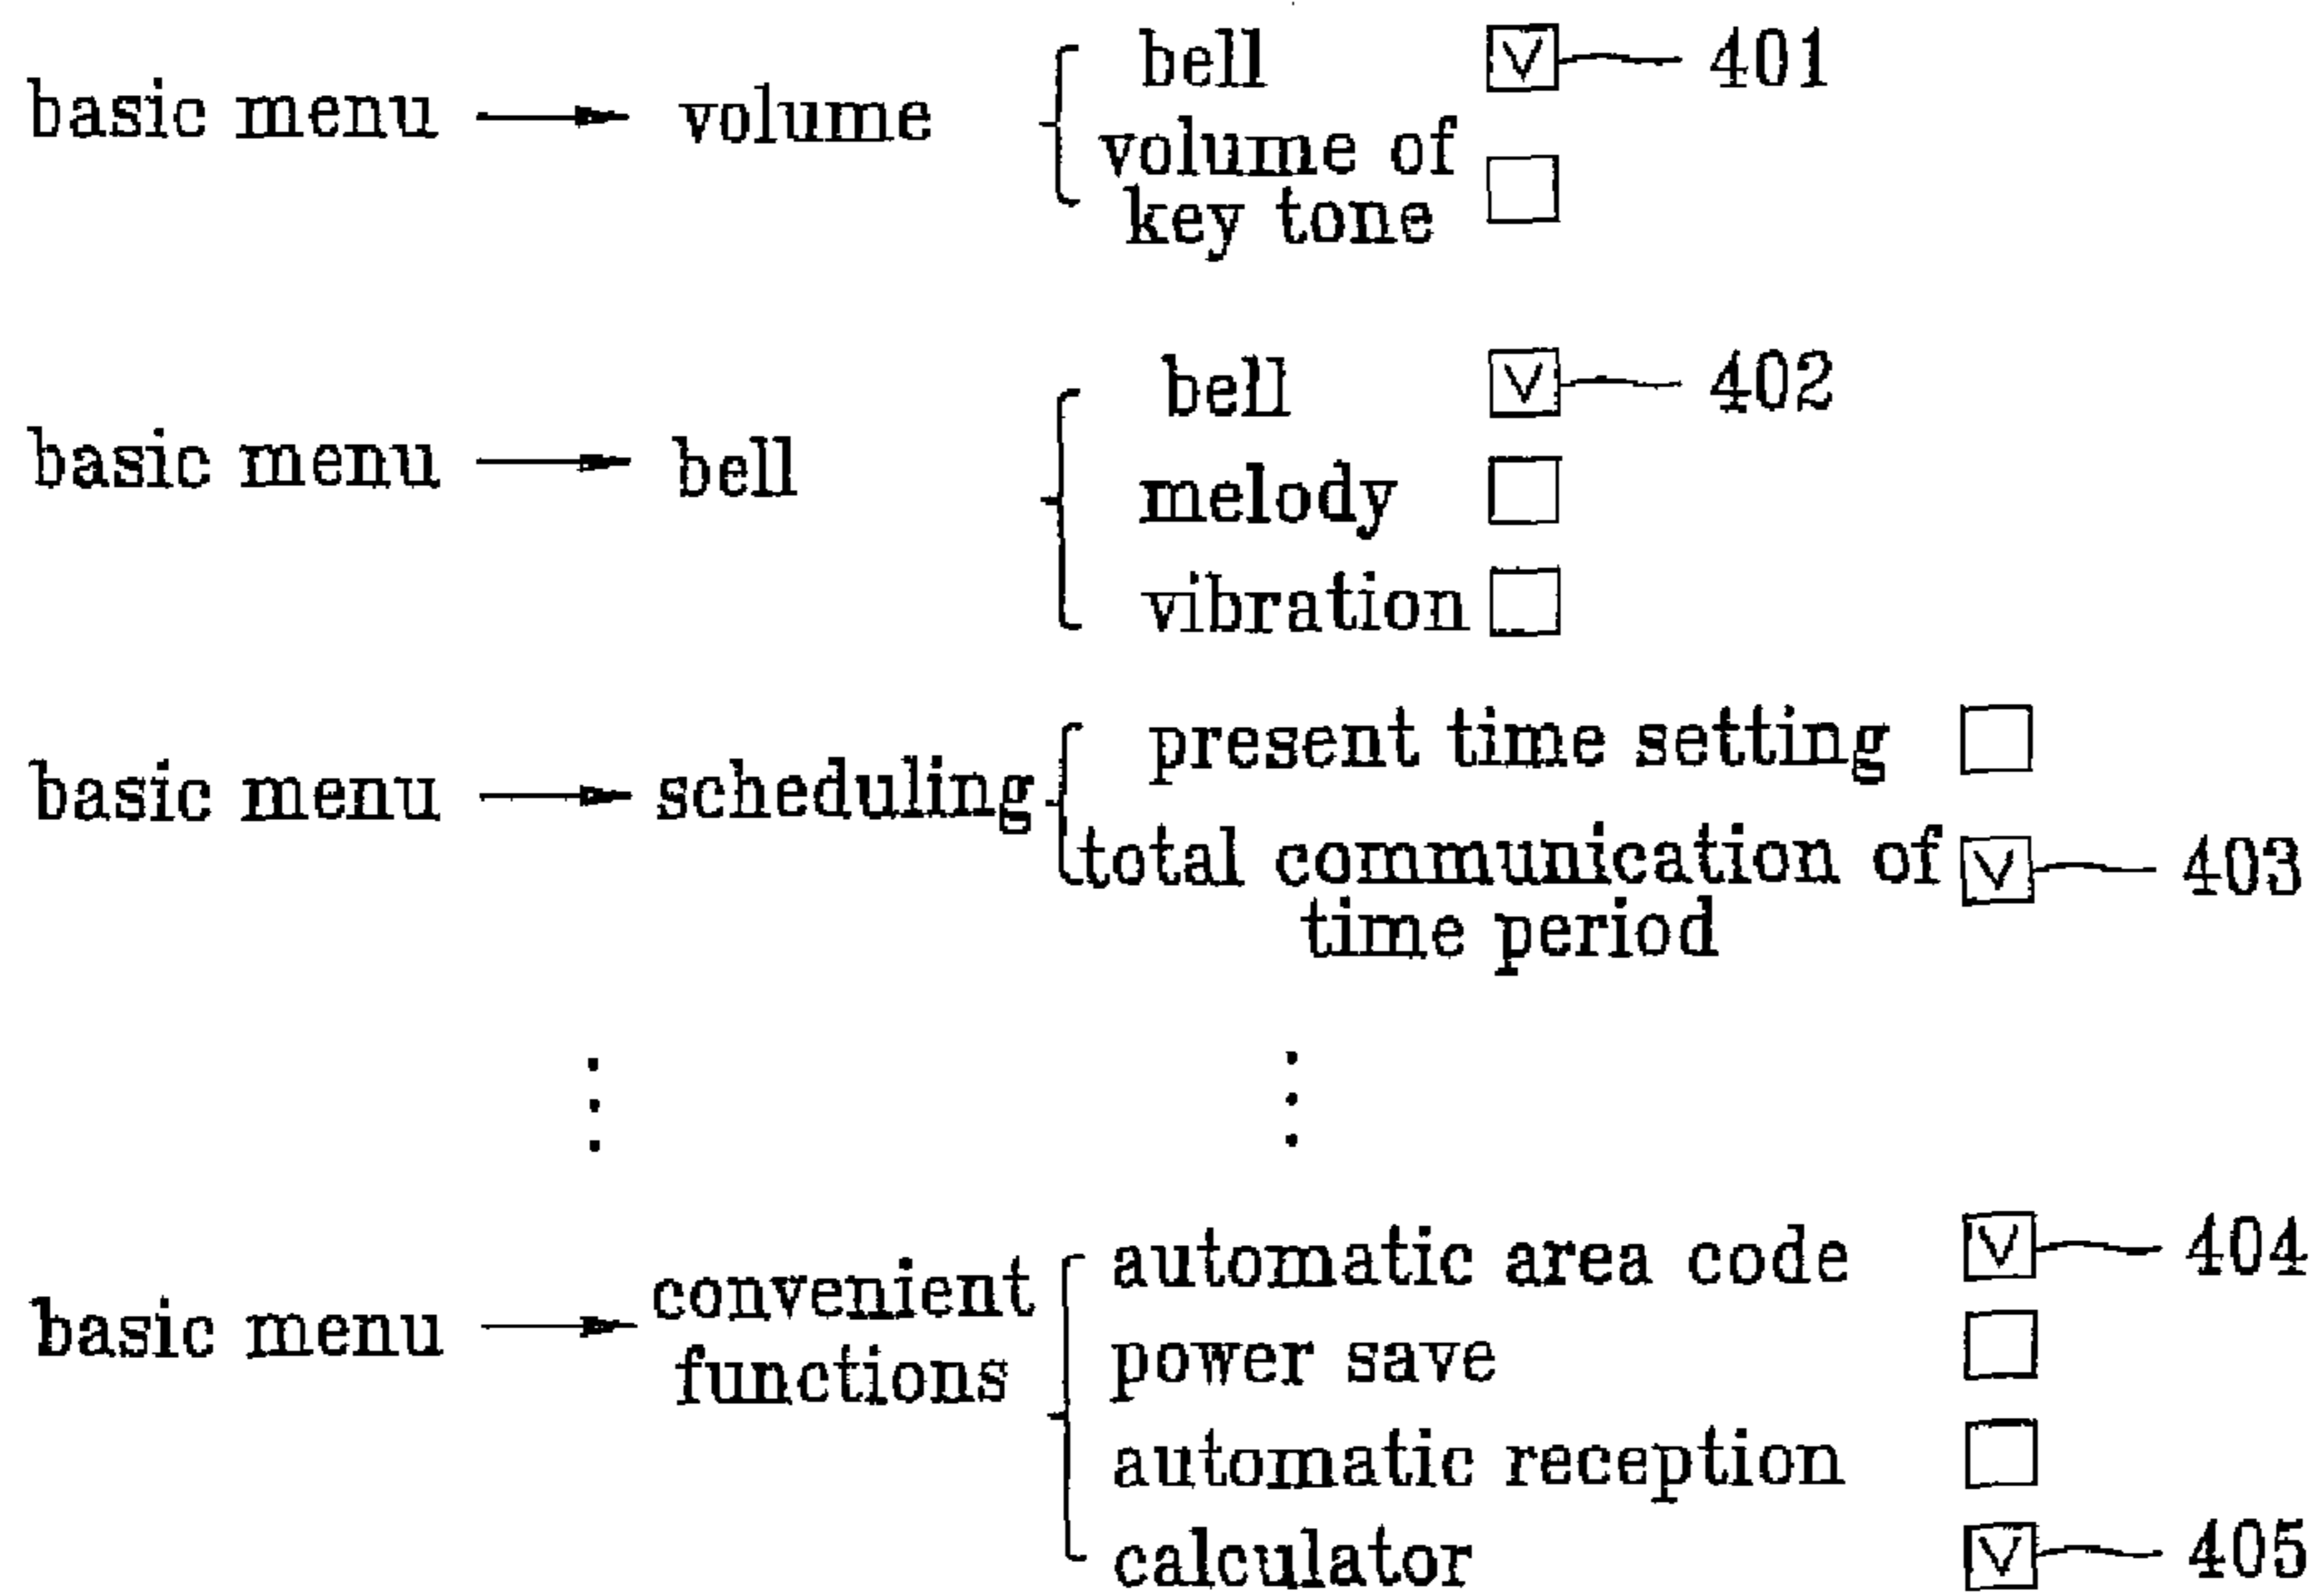 bell 401
basic menu volume
volume of
key tone
bell 402
basic menu bell
melody
vibration
present time setting
basic menu scheduling
total communication of 403
time period
automatic area code 404
basic menu convenient
functions
power save
automatic reception
calculator 405